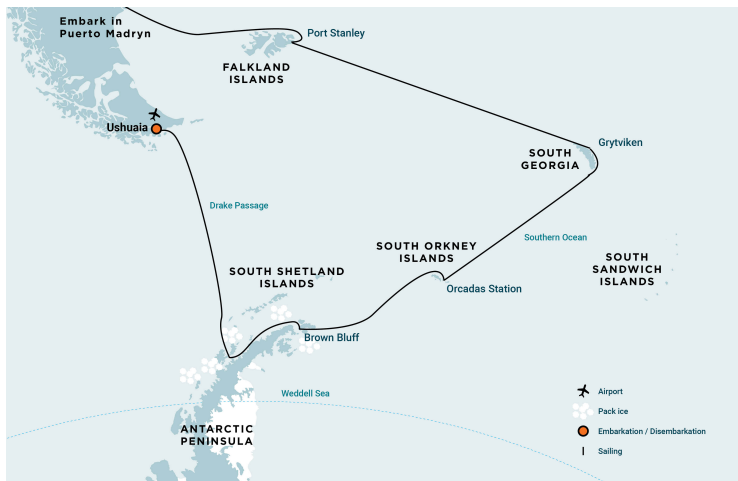 Embark in
Puerto Madryn
Port Stanley
FALKLAND
ISLANDS
Ushuaia
Grytviken
SOUTH
GEORGIA
Drake Passage
Southern Ocean
SOUTH ORKNEY
ISLANDS
SOUTH
SANDWICH
ISLANDS
SOUTH SHETLAND
ISLANDS
Orcadas Station
Brown Bluff
Weddell Sea
ANTARCTIC
PENINSULA
Airport
Pack ice
Embarkation / Disembarkation
Sailing